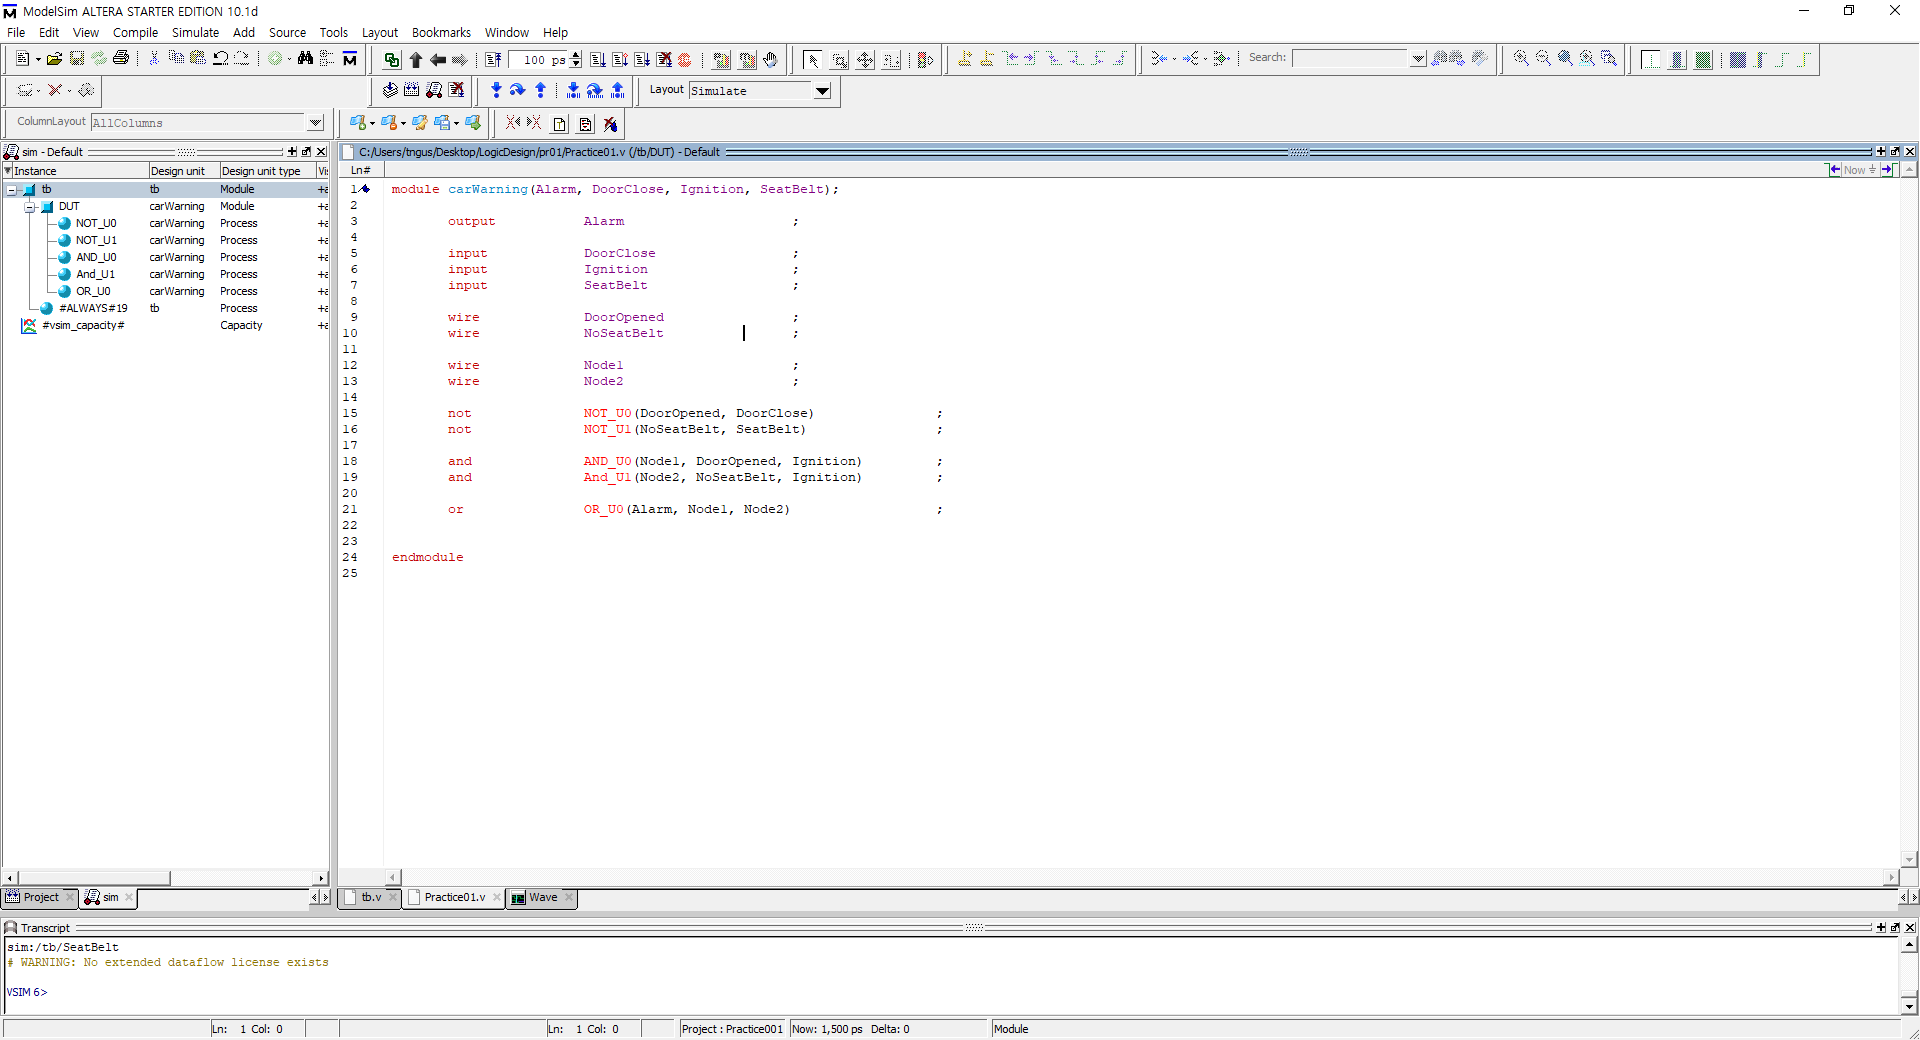 ModelSim ALTERA STARTER EDITION 10.1d
File Edit View Compile Simulate Add Source Tools Layout Bookmarks Window Help
100 ps
Search:
Layout Simulate
ColumnLayout AllColumns
sim - Default
Instance Design unit Design unit type
tb tb Module
DUT carWarning Module
NOT_U0 carWarning Process
NOT_U1 carWarning Process
AND_U0 carWarning Process
And_U1 carWarning Process
OR_U0 carWarning Process
#ALWAYS#19 tb Process
#vsim_capacity# Capacity
Project sim
C:/Users/tngus/Desktop/LogicDesign/pr01/Practice01.v (/tb/DUT) - Default
Ln#
Now
1 module carWarning(Alarm, DoorClose, Ignition, SeatBelt);
2
3 output Alarm ;
4
5 input DoorClose ;
6 input Ignition ;
7 input SeatBelt ;
8
9 wire DoorOpened ;
10 wire NoSeatBelt ;
11
12 wire Node1 ;
13 wire Node2 ;
14
15 not NOT_U0(DoorOpened, DoorClose) ;
16 not NOT_U1(NoSeatBelt, SeatBelt) ;
17
18 and AND_U0(Node1, DoorOpened, Ignition) ;
19 and And_U1(Node2, NoSeatBelt, Ignition) ;
20
21 or OR_U0(Alarm, Node1, Node2) ;
22
23
24 endmodule
25
tb.v Practice01.v Wave
Transcript
sim:/tb/SeatBelt
# WARNING: No extended dataflow license exists
VSIM 6>
Ln: 1 Col: 0 Ln: 1 Col: 0 Project : Practice001 Now: 1,500 ps Delta: 0 Module